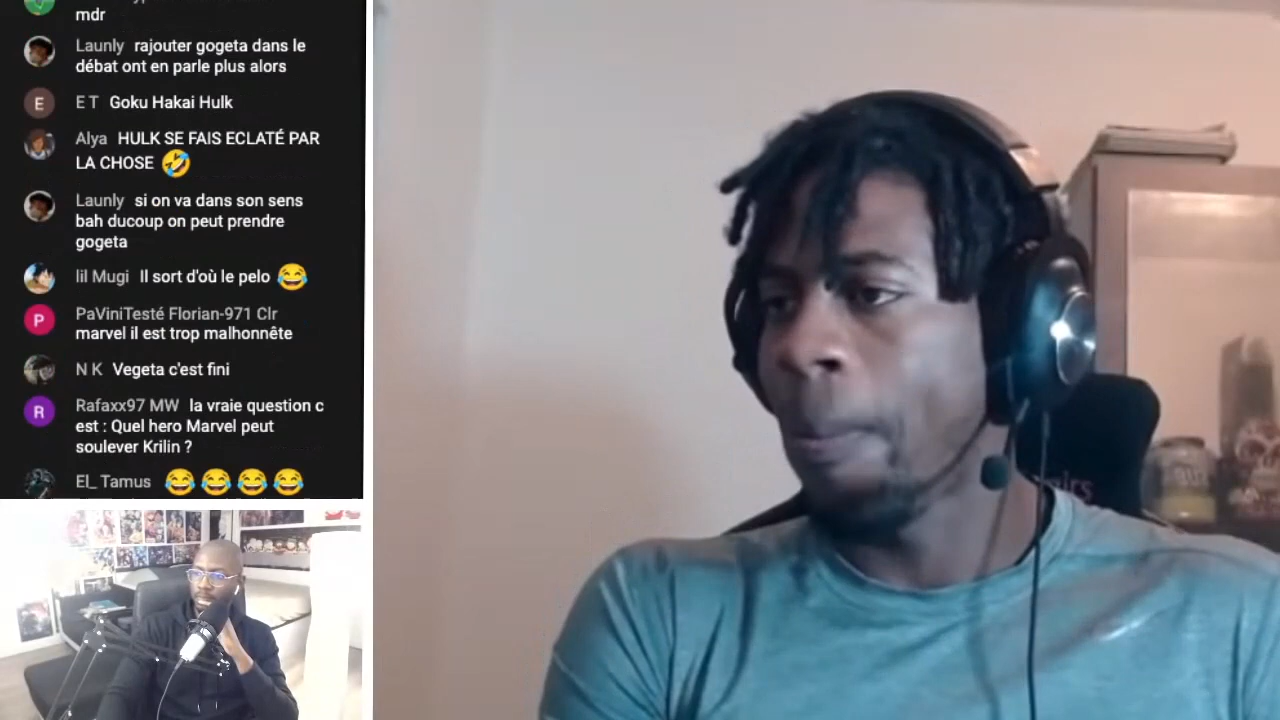 mdr
Launly rajouter gogeta dans le
débat ont en parle plus alors
E
E T Goku Hakai Hulk
Alya HULK SE FAIS ECLATÉ PAR
LA CHOSE 🤣
Launly si on va dans son sens
bah ducoup on peut prendre
gogeta
lil Mugi Il sort d'où le pelo 😂
P
PaViniTesté Florian-971 Clr
marvel il est trop malhonnête
N K Vegeta c'est fini
R
Rafaxx97 MW la vraie question c
est : Quel hero Marvel peut
soulever Krilin ?
El_ Tamus 😂😂😂😂